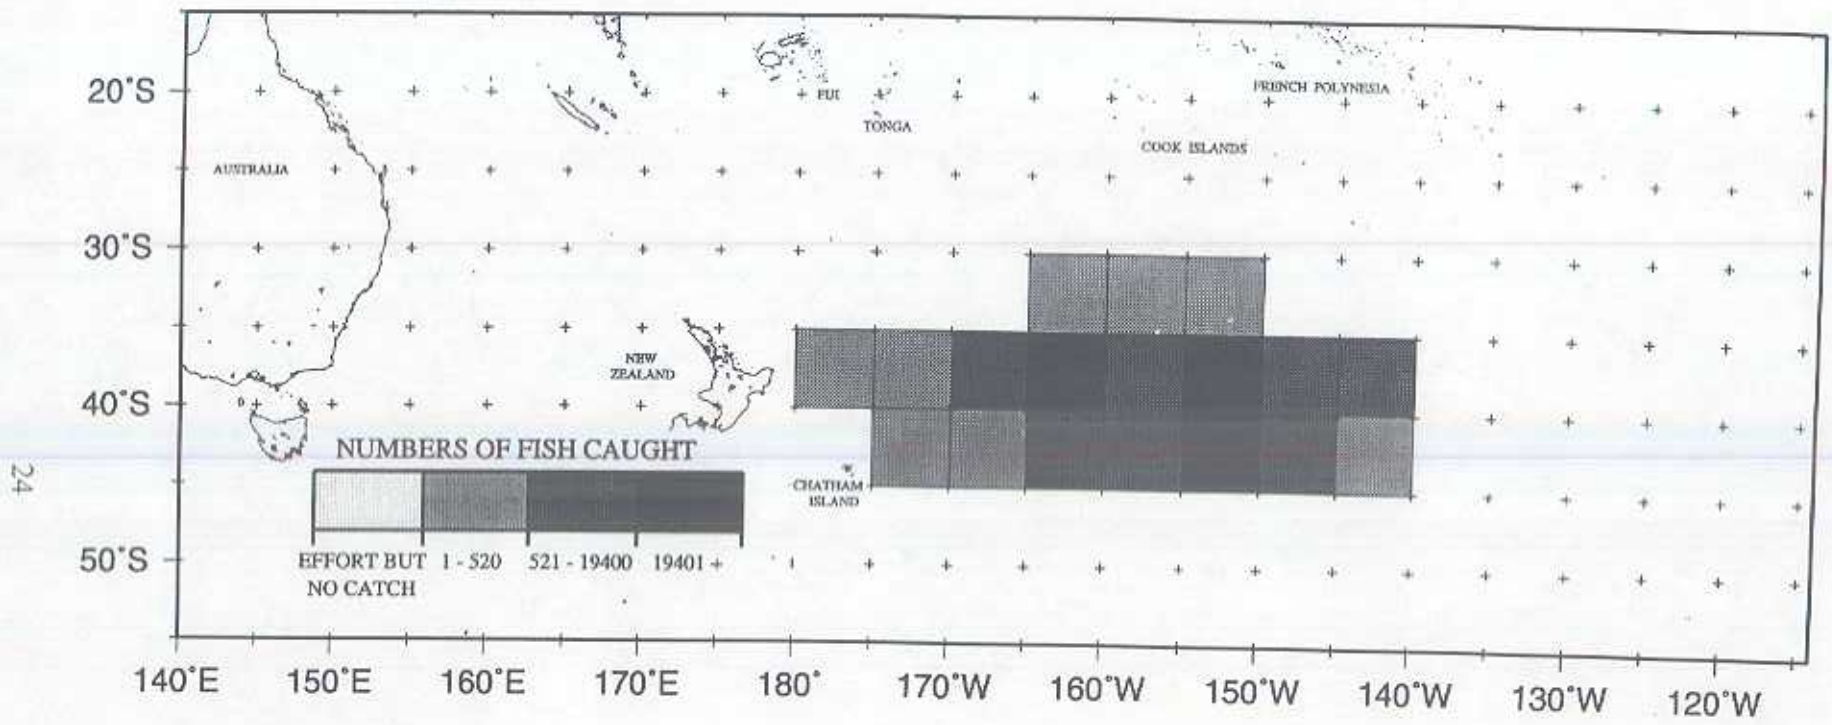 20°S
FIJI
FRENCH POLYNESIA
TONGA
COOK ISLANDS
AUSTRALIA
30°S
NEW
ZEALAND
40°S
NUMBERS OF FISH CAUGHT
CHATHAM
ISLAND
24
50°S
EFFORT BUT 1 - 520 521 - 19400 19401 +
NO CATCH
140°E 150°E 160°E 170°E 180° 170°W 160°W 150°W 140°W 130°W 120°W